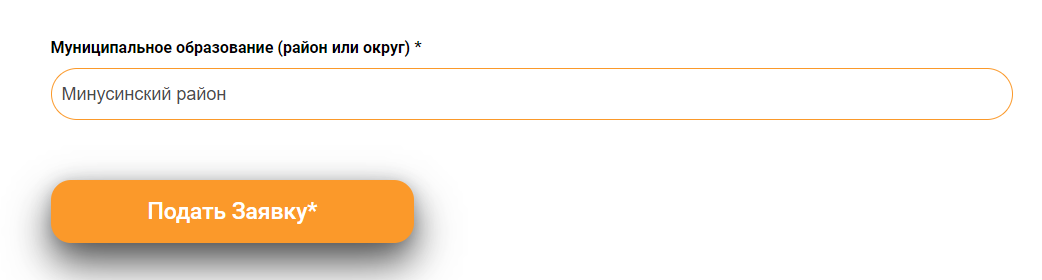 Муниципальное образование (район или округ) *
Минусинский район
Подать Заявку*